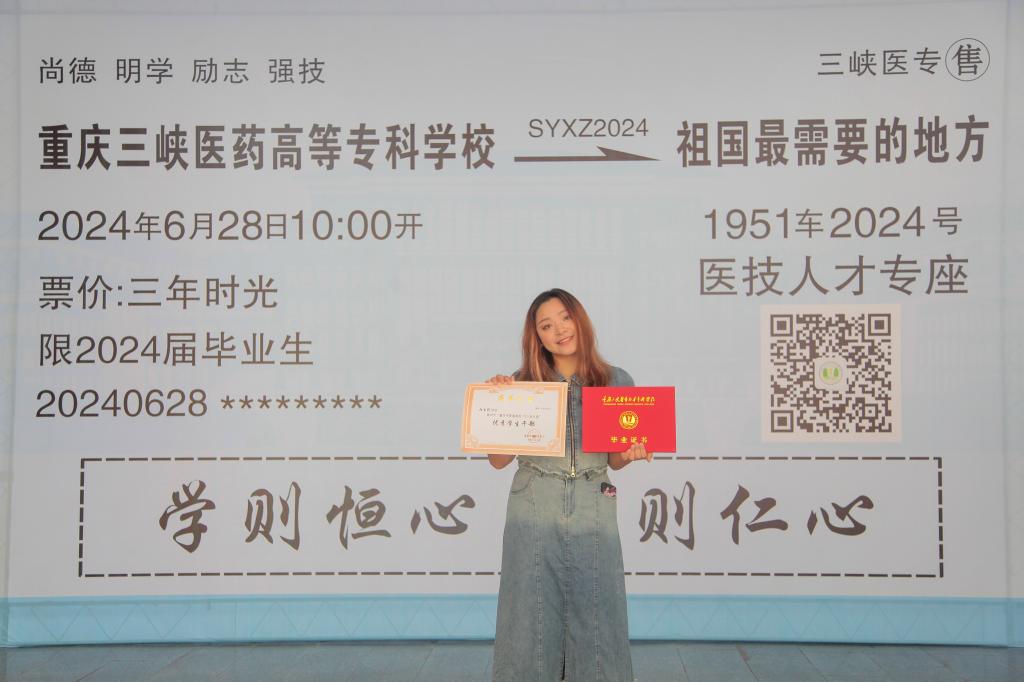 尚德 明学 励志 强技
三峡医专 售
重庆三峡医药高等专科学校
SYXZ2024
祖国最需要的地方
2024年6月28日10:00开
1951车2024号
票价:三年时光
医技人才专座
限2024届毕业生
20240628 *********
优秀学生干部
毕业证书
学则恒心 则仁心